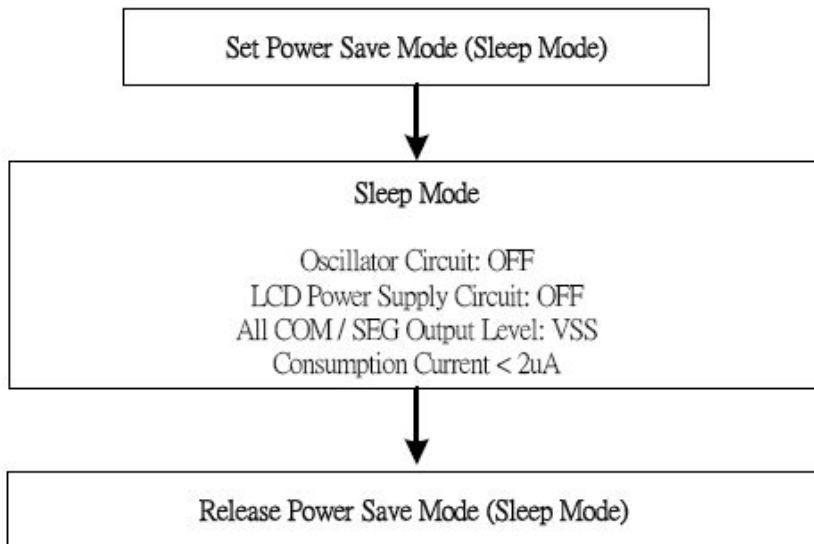 Set Power Save Mode (Sleep Mode)
Sleep Mode
Oscillator Circuit: OFF
LCD Power Supply Circuit: OFF
All COM / SEG Output Level: VSS
Consumption Current < 2uA
Release Power Save Mode (Sleep Mode)